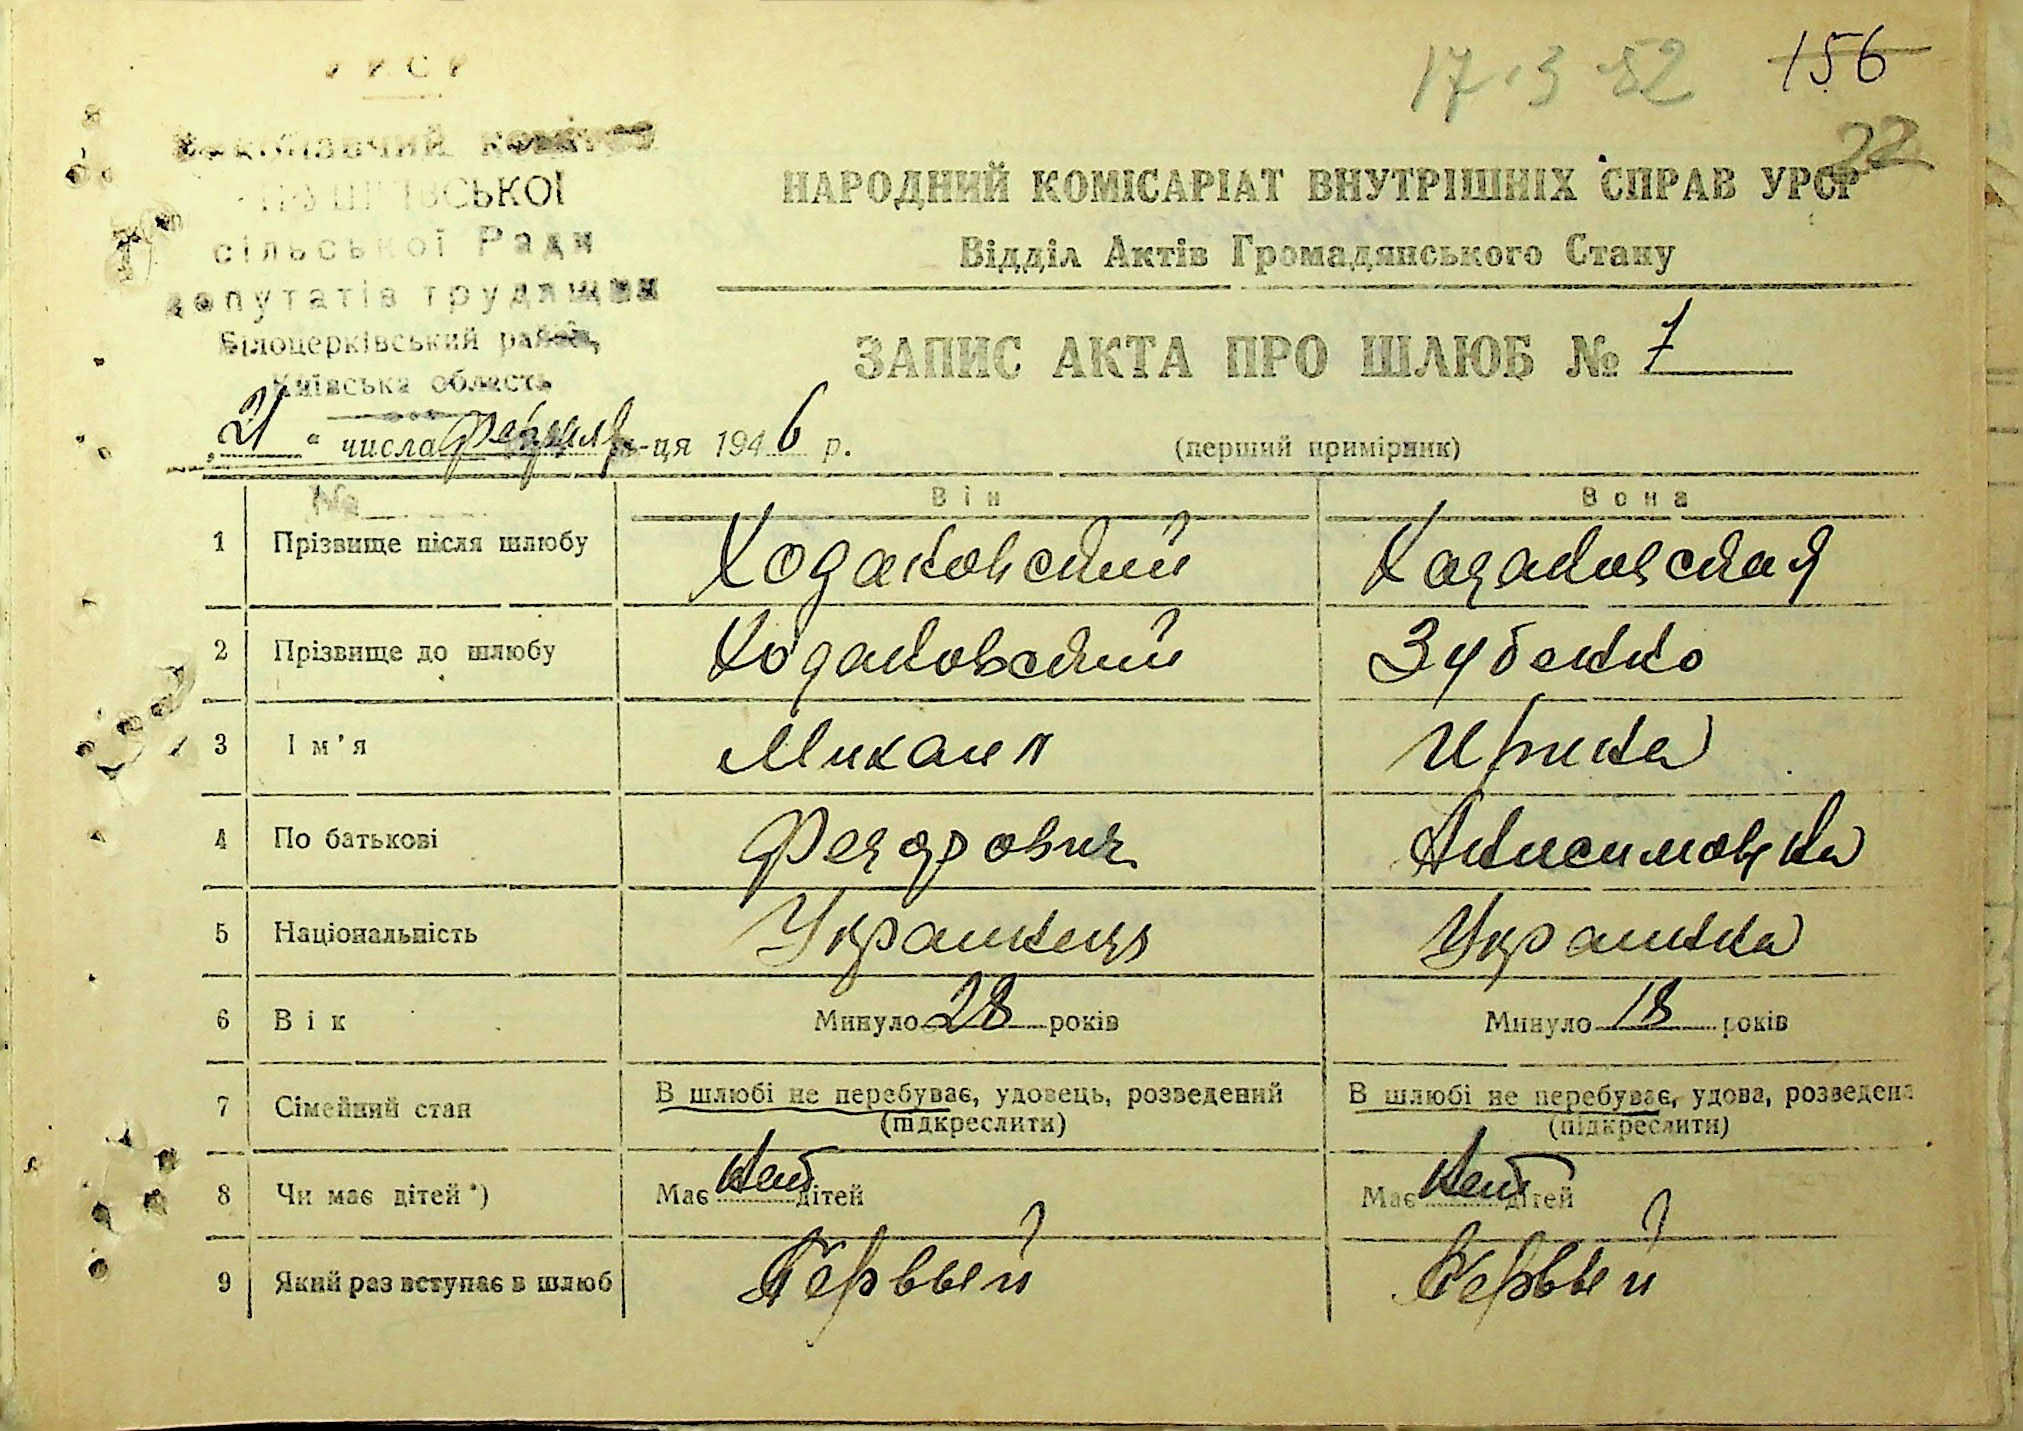 УРСР
17·3 52
156
22
Виконавчий комітет
сільської Ради
депутатів трудящих
Білоцерківський район,
Київська область
НАРОДНИЙ КОМІСАРІАТ ВНУТРІШНІХ СПРАВ УРСР
Відділ Актів Громадянського Стану
ЗАПИС АКТА ПРО ШЛЮБ № 7
„21“ числа февраля м-ця 1946 р.
(перший примірник)
№
Він Вона
1 Прізвище після шлюбу Ходаковский Хадаковская
2 Прізвище до шлюбу Ходаковский Зубенко
3 Ім'я Михаил Ирина
4 По батькові Федорович Анисимовна
5 Національність Украинец Украинка
6 Вік Минуло 28 років Минуло 18 років
7 Сімейний стан В шлюбі не перебуває, удовець, розведений В шлюбі не перебуває, удова, розведена
(підкреслити) (підкреслити)
8 Чи має дітей*) Має нет дітей Має нет дітей
9 Який раз вступає в шлюб Первый Первый